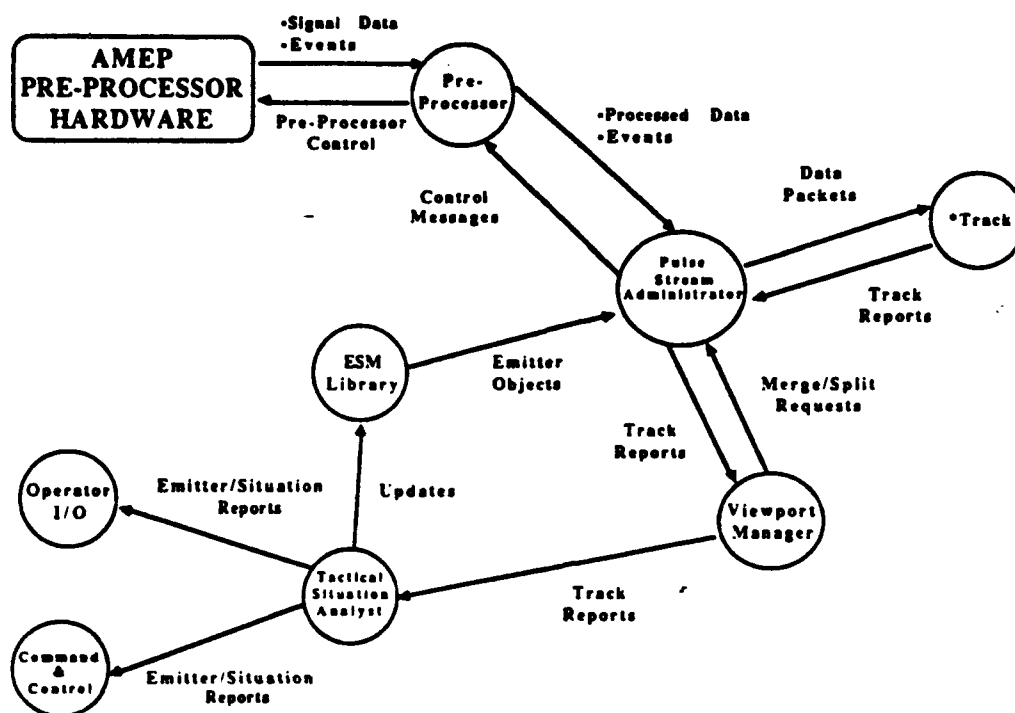 •Signal Data
•Events
AMEP
PRE-PROCESSOR
HARDWARE
Pre-
Processor
Pre-Processor
Control
•Processed Data
•Events
Control
Messages
Data
Packets
*Track
Pulse
Stream
Administrator
Track
Reports
ESM
Library
Emitter
Objects
Merge/Split
Requests
Track
Reports
Operator
I/O
Emitter/Situation
Reports
Updates
Viewport
Manager
Tactical
Situation
Analyst
Track
Reports
Command
&
Control
Emitter/Situation
Reports